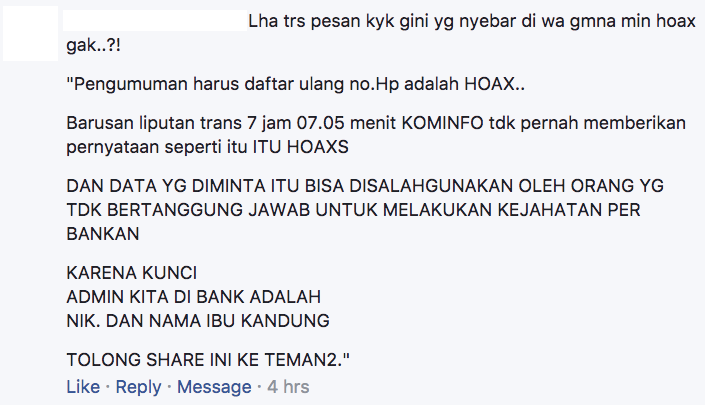 Lha trs pesan kyk gini yg nyebar di wa gmna min hoax
gak..?!
"Pengumuman harus daftar ulang no.Hp adalah HOAX..
Barusan liputan trans 7 jam 07.05 menit KOMINFO tdk pernah memberikan
pernyataan seperti itu ITU HOAXS
DAN DATA YG DIMINTA ITU BISA DISALAHGUNAKAN OLEH ORANG YG
TDK BERTANGGUNG JAWAB UNTUK MELAKUKAN KEJAHATAN PER
BANKAN
KARENA KUNCI
ADMIN KITA DI BANK ADALAH
NIK. DAN NAMA IBU KANDUNG
TOLONG SHARE INI KE TEMAN2."
Like · Reply · Message · 4 hrs